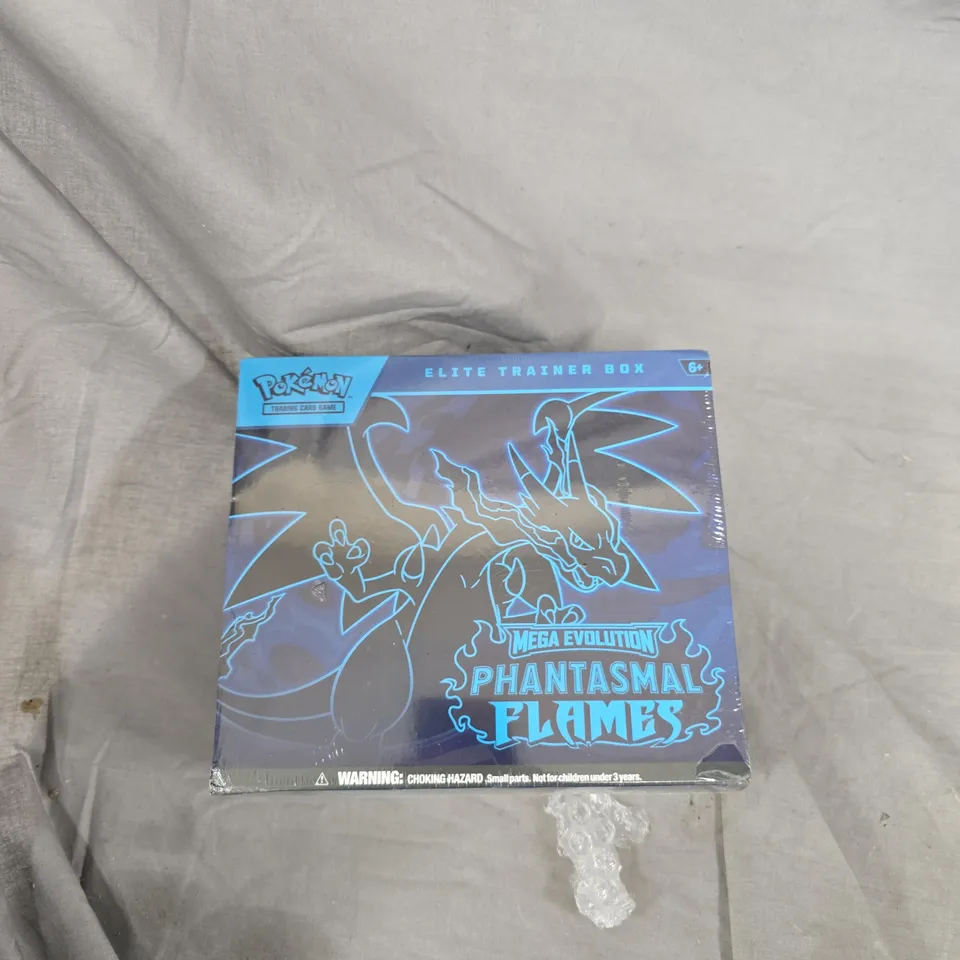 POKéMON
TRADING CARD GAME
ELITE TRAINER BOX
6+
MEGA EVOLUTION
PHANTASMAL
FLAMES
WARNING: CHOKING HAZARD .Small parts. Not for children under 3 years.